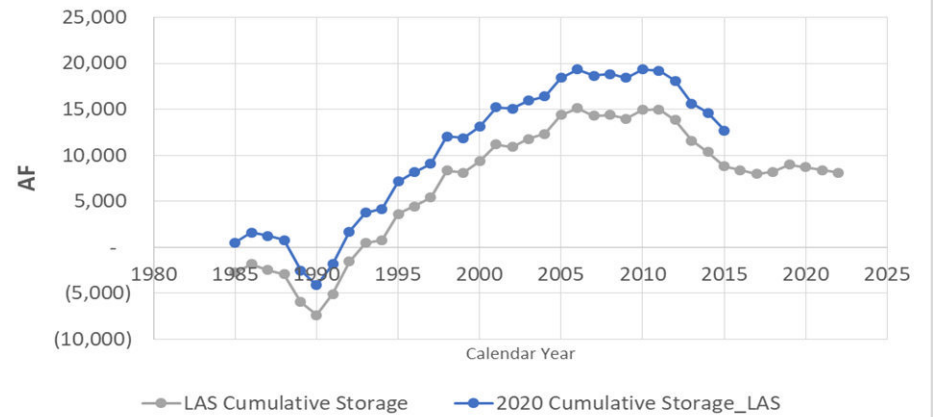 25,000
20,000
15,000
10,000
5,000
-
(5,000)
(10,000)
AF
1980 1985 1990 1995 2000 2005 2010 2015 2020 2025
Calendar Year
LAS Cumulative Storage 2020 Cumulative Storage_LAS